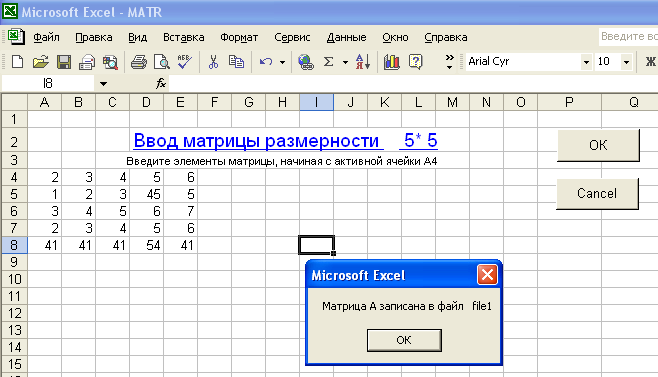 Microsoft Excel - MATR
Файл Правка Вид Вставка Формат Сервис Данные Окно Справка Введите вс
Arial Cyr 10 Ж
I8 fx
A B C D E F G H I J K L M N O P Q
1
2 Ввод матрицы размерности 5* 5 OK
3 Введите элементы матрицы, начиная с активной ячейки А4
4 2 3 4 5 6
5 1 2 3 45 5 Cancel
6 3 4 5 6 7
7 2 3 4 5 6
8 41 41 41 54 41
9
10 Microsoft Excel
11
12 Матрица А записана в файл file1
13
14 OK
15